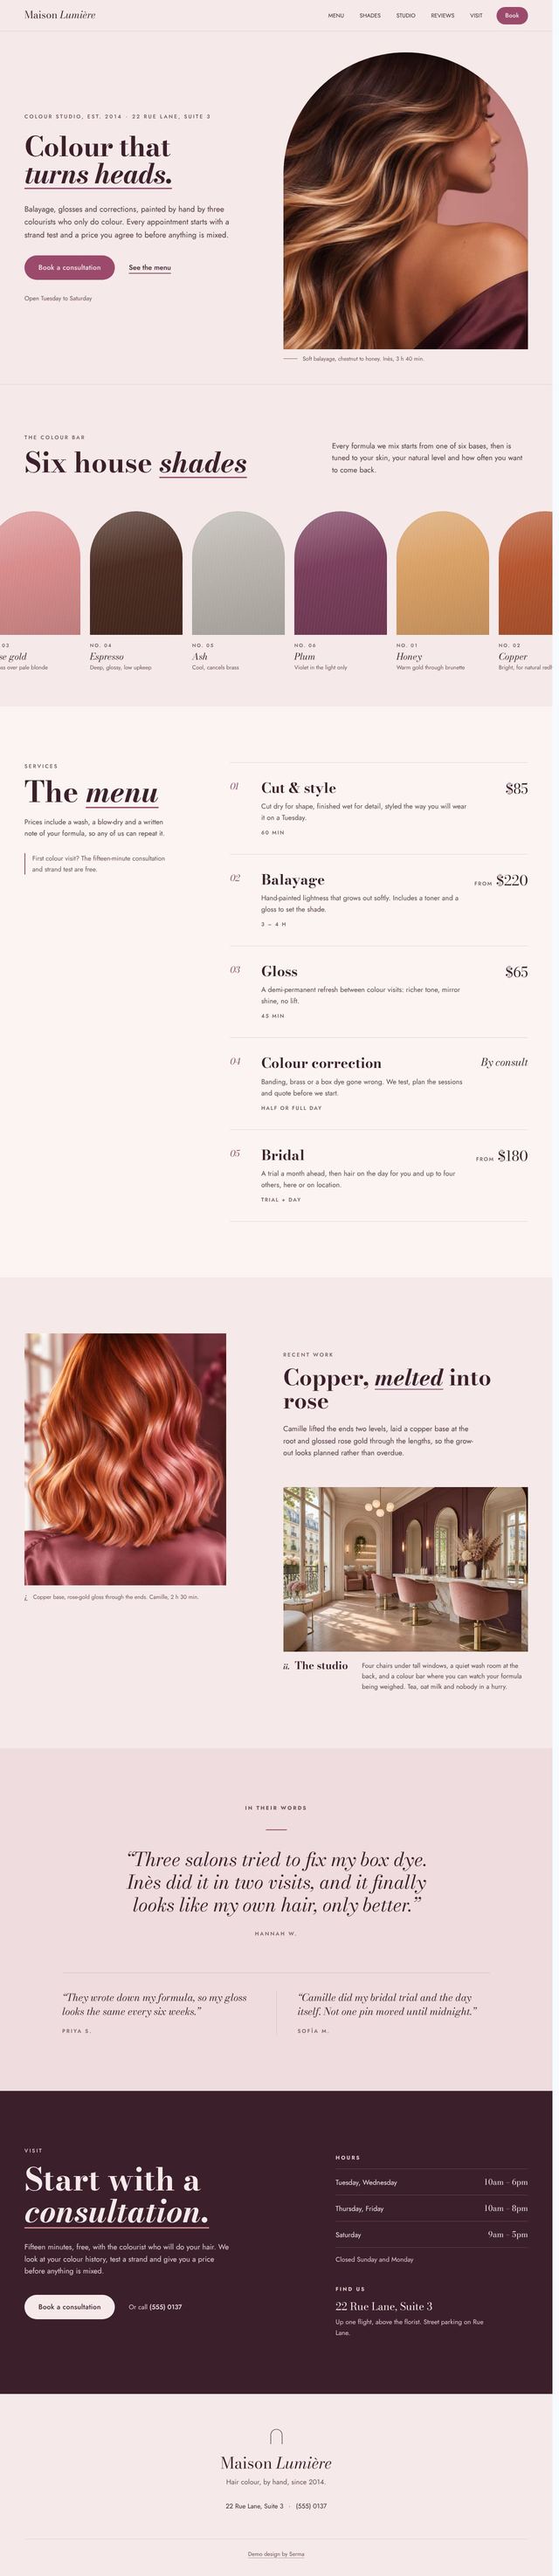 Maison Lumière
MENU SHADES STUDIO REVIEWS VISIT Book
COLOUR STUDIO, EST. 2014 · 22 RUE LANE, SUITE 3
Colour that
turns heads.
Balayage, glosses and corrections, painted by hand by three
colourists who only do colour. Every appointment starts with a
strand test and a price you agree to before anything is mixed.
Book a consultation See the menu
Open Tuesday to Saturday
Soft balayage, chestnut to honey. Inès, 3 h 40 min.
THE COLOUR BAR
Six house shades
Every formula we mix starts from one of six bases, then is
tuned to your skin, your natural level and how often you want
to come back.
03
se gold
ss over pale blonde
NO. 04
Espresso
Deep, glossy, low upkeep
NO. 05
Ash
Cool, cancels brass
NO. 06
Plum
Violet in the light only
NO. 01
Honey
Warm gold through brunette
NO. 02
Copper
Bright, for natural red
SERVICES
The menu
Prices include a wash, a blow-dry and a written
note of your formula, so any of us can repeat it.
First colour visit? The fifteen-minute consultation
and strand test are free.
01 Cut & style $85
Cut dry for shape, finished wet for detail, styled the way you will wear
it on a Tuesday.
60 MIN
02 Balayage FROM $220
Hand-painted lightness that grows out softly. Includes a toner and a
gloss to set the shade.
3 – 4 H
03 Gloss $65
A demi-permanent refresh between colour visits: richer tone, mirror
shine, no lift.
45 MIN
04 Colour correction By consult
Banding, brass or a box dye gone wrong. We test, plan the sessions
and quote before we start.
HALF OR FULL DAY
05 Bridal FROM $180
A trial a month ahead, then hair on the day for you and up to four
others, here or on location.
TRIAL + DAY
i. Copper base, rose-gold gloss through the ends. Camille, 2 h 30 min.
RECENT WORK
Copper, melted into
rose
Camille lifted the ends two levels, laid a copper base at the
root and glossed rose gold through the lengths, so the grow-
out looks planned rather than overdue.
ii. The studio
Four chairs under tall windows, a quiet wash room at the
back, and a colour bar where you can watch your formula
being weighed. Tea, oat milk and nobody in a hurry.
IN THEIR WORDS
“Three salons tried to fix my box dye.
Inès did it in two visits, and it finally
looks like my own hair, only better.”
HANNAH W.
“They wrote down my formula, so my gloss
looks the same every six weeks.”
PRIYA S.
“Camille did my bridal trial and the day
itself. Not one pin moved until midnight.”
SOFÍA M.
VISIT
Start with a
consultation.
Fifteen minutes, free, with the colourist who will do your hair. We
look at your colour history, test a strand and give you a price
before anything is mixed.
Book a consultation Or call (555) 0137
HOURS
Tuesday, Wednesday 10am – 6pm
Thursday, Friday 10am – 8pm
Saturday 9am – 5pm
Closed Sunday and Monday
FIND US
22 Rue Lane, Suite 3
Up one flight, above the florist. Street parking on Rue
Lane.
Maison Lumière
Hair colour, by hand, since 2014.
22 Rue Lane, Suite 3 · (555) 0137
Demo design by Serma